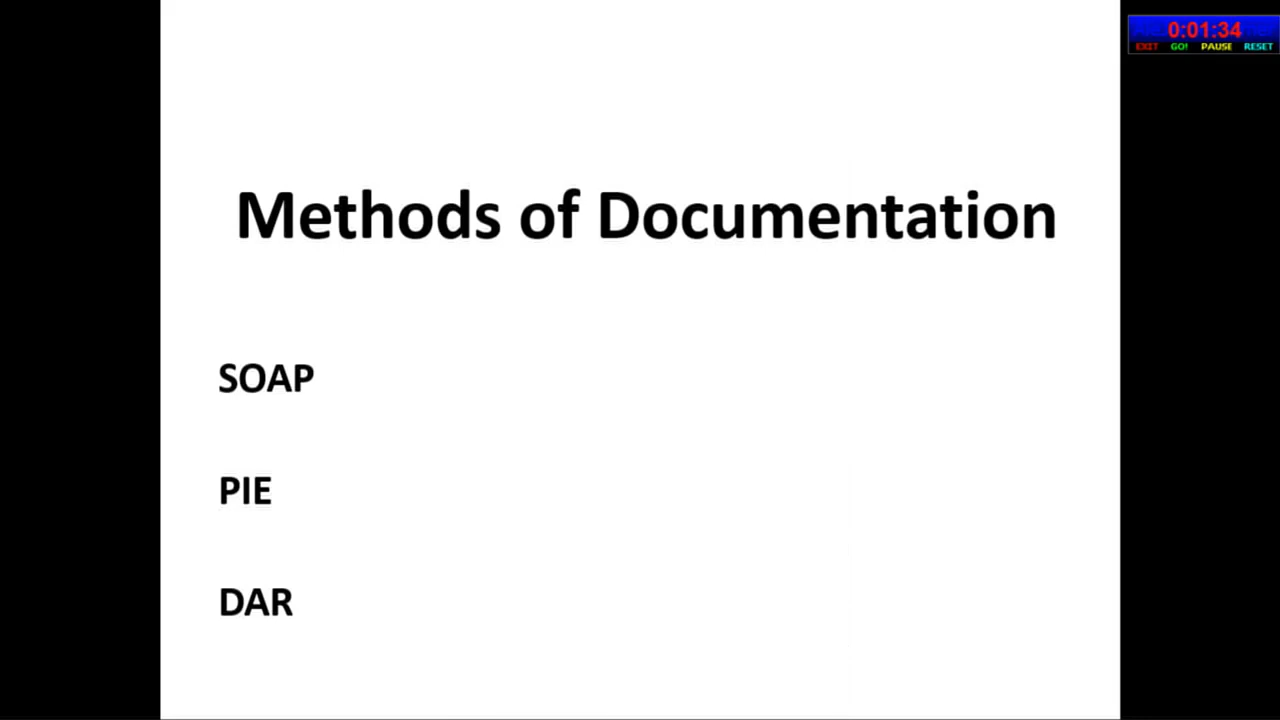 0:01:34
EXIT GO! PAUSE RESET
Methods of Documentation
SOAP
PIE
DAR